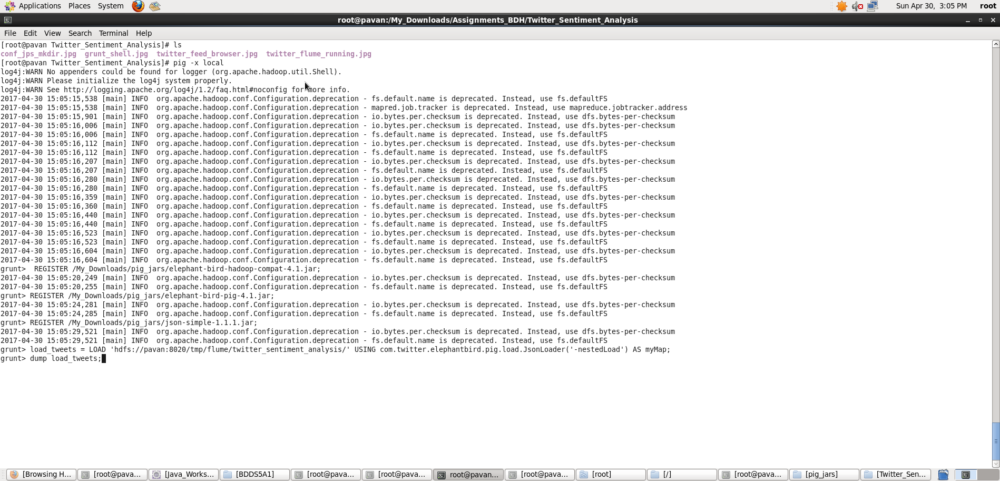 Applications Places System Sun Apr 30, 3:05 PM root
root@pavan:/My_Downloads/Assignments_BDH/Twitter_Sentiment_Analysis
File Edit View Search Terminal Help
[root@pavan Twitter_Sentiment_Analysis]# ls
conf_jps_mkdir.jpg  grunt_shell.jpg  twitter_feed_browser.jpg  twitter_flume_running.jpg
[root@pavan Twitter_Sentiment_Analysis]# pig -x local
log4j:WARN No appenders could be found for logger (org.apache.hadoop.util.Shell).
log4j:WARN Please initialize the log4j system properly.
log4j:WARN See http://logging.apache.org/log4j/1.2/faq.html#noconfig for more info.
2017-04-30 15:05:15,538 [main] INFO  org.apache.hadoop.conf.Configuration.deprecation - fs.default.name is deprecated. Instead, use fs.defaultFS
2017-04-30 15:05:15,538 [main] INFO  org.apache.hadoop.conf.Configuration.deprecation - mapred.job.tracker is deprecated. Instead, use mapreduce.jobtracker.address
2017-04-30 15:05:15,901 [main] INFO  org.apache.hadoop.conf.Configuration.deprecation - io.bytes.per.checksum is deprecated. Instead, use dfs.bytes-per-checksum
2017-04-30 15:05:16,006 [main] INFO  org.apache.hadoop.conf.Configuration.deprecation - io.bytes.per.checksum is deprecated. Instead, use dfs.bytes-per-checksum
2017-04-30 15:05:16,006 [main] INFO  org.apache.hadoop.conf.Configuration.deprecation - fs.default.name is deprecated. Instead, use fs.defaultFS
2017-04-30 15:05:16,112 [main] INFO  org.apache.hadoop.conf.Configuration.deprecation - io.bytes.per.checksum is deprecated. Instead, use dfs.bytes-per-checksum
2017-04-30 15:05:16,112 [main] INFO  org.apache.hadoop.conf.Configuration.deprecation - fs.default.name is deprecated. Instead, use fs.defaultFS
2017-04-30 15:05:16,207 [main] INFO  org.apache.hadoop.conf.Configuration.deprecation - io.bytes.per.checksum is deprecated. Instead, use dfs.bytes-per-checksum
2017-04-30 15:05:16,207 [main] INFO  org.apache.hadoop.conf.Configuration.deprecation - fs.default.name is deprecated. Instead, use fs.defaultFS
2017-04-30 15:05:16,280 [main] INFO  org.apache.hadoop.conf.Configuration.deprecation - io.bytes.per.checksum is deprecated. Instead, use dfs.bytes-per-checksum
2017-04-30 15:05:16,280 [main] INFO  org.apache.hadoop.conf.Configuration.deprecation - fs.default.name is deprecated. Instead, use fs.defaultFS
2017-04-30 15:05:16,359 [main] INFO  org.apache.hadoop.conf.Configuration.deprecation - io.bytes.per.checksum is deprecated. Instead, use dfs.bytes-per-checksum
2017-04-30 15:05:16,360 [main] INFO  org.apache.hadoop.conf.Configuration.deprecation - fs.default.name is deprecated. Instead, use fs.defaultFS
2017-04-30 15:05:16,440 [main] INFO  org.apache.hadoop.conf.Configuration.deprecation - io.bytes.per.checksum is deprecated. Instead, use dfs.bytes-per-checksum
2017-04-30 15:05:16,440 [main] INFO  org.apache.hadoop.conf.Configuration.deprecation - fs.default.name is deprecated. Instead, use fs.defaultFS
2017-04-30 15:05:16,523 [main] INFO  org.apache.hadoop.conf.Configuration.deprecation - io.bytes.per.checksum is deprecated. Instead, use dfs.bytes-per-checksum
2017-04-30 15:05:16,523 [main] INFO  org.apache.hadoop.conf.Configuration.deprecation - fs.default.name is deprecated. Instead, use fs.defaultFS
2017-04-30 15:05:16,604 [main] INFO  org.apache.hadoop.conf.Configuration.deprecation - io.bytes.per.checksum is deprecated. Instead, use dfs.bytes-per-checksum
2017-04-30 15:05:16,604 [main] INFO  org.apache.hadoop.conf.Configuration.deprecation - fs.default.name is deprecated. Instead, use fs.defaultFS
grunt>  REGISTER /My_Downloads/pig_jars/elephant-bird-hadoop-compat-4.1.jar;
2017-04-30 15:05:20,249 [main] INFO  org.apache.hadoop.conf.Configuration.deprecation - io.bytes.per.checksum is deprecated. Instead, use dfs.bytes-per-checksum
2017-04-30 15:05:20,255 [main] INFO  org.apache.hadoop.conf.Configuration.deprecation - fs.default.name is deprecated. Instead, use fs.defaultFS
grunt> REGISTER /My_Downloads/pig_jars/elephant-bird-pig-4.1.jar;
2017-04-30 15:05:24,281 [main] INFO  org.apache.hadoop.conf.Configuration.deprecation - io.bytes.per.checksum is deprecated. Instead, use dfs.bytes-per-checksum
2017-04-30 15:05:24,285 [main] INFO  org.apache.hadoop.conf.Configuration.deprecation - fs.default.name is deprecated. Instead, use fs.defaultFS
grunt> REGISTER /My_Downloads/pig_jars/json-simple-1.1.1.jar;
2017-04-30 15:05:29,521 [main] INFO  org.apache.hadoop.conf.Configuration.deprecation - io.bytes.per.checksum is deprecated. Instead, use dfs.bytes-per-checksum
2017-04-30 15:05:29,521 [main] INFO  org.apache.hadoop.conf.Configuration.deprecation - fs.default.name is deprecated. Instead, use fs.defaultFS
grunt> load_tweets = LOAD 'hdfs://pavan:8020/tmp/flume/twitter_sentiment_analysis/' USING com.twitter.elephantbird.pig.load.JsonLoader('-nestedLoad') AS myMap;
grunt> dump load_tweets;
[Browsing H... [root@pava... [Java_Works... [BDDS5A1] [root@pava... [root@pava... root@pavan... [root@pava... [root] [/] [root@pava... [pig_jars] [Twitter_Sen...